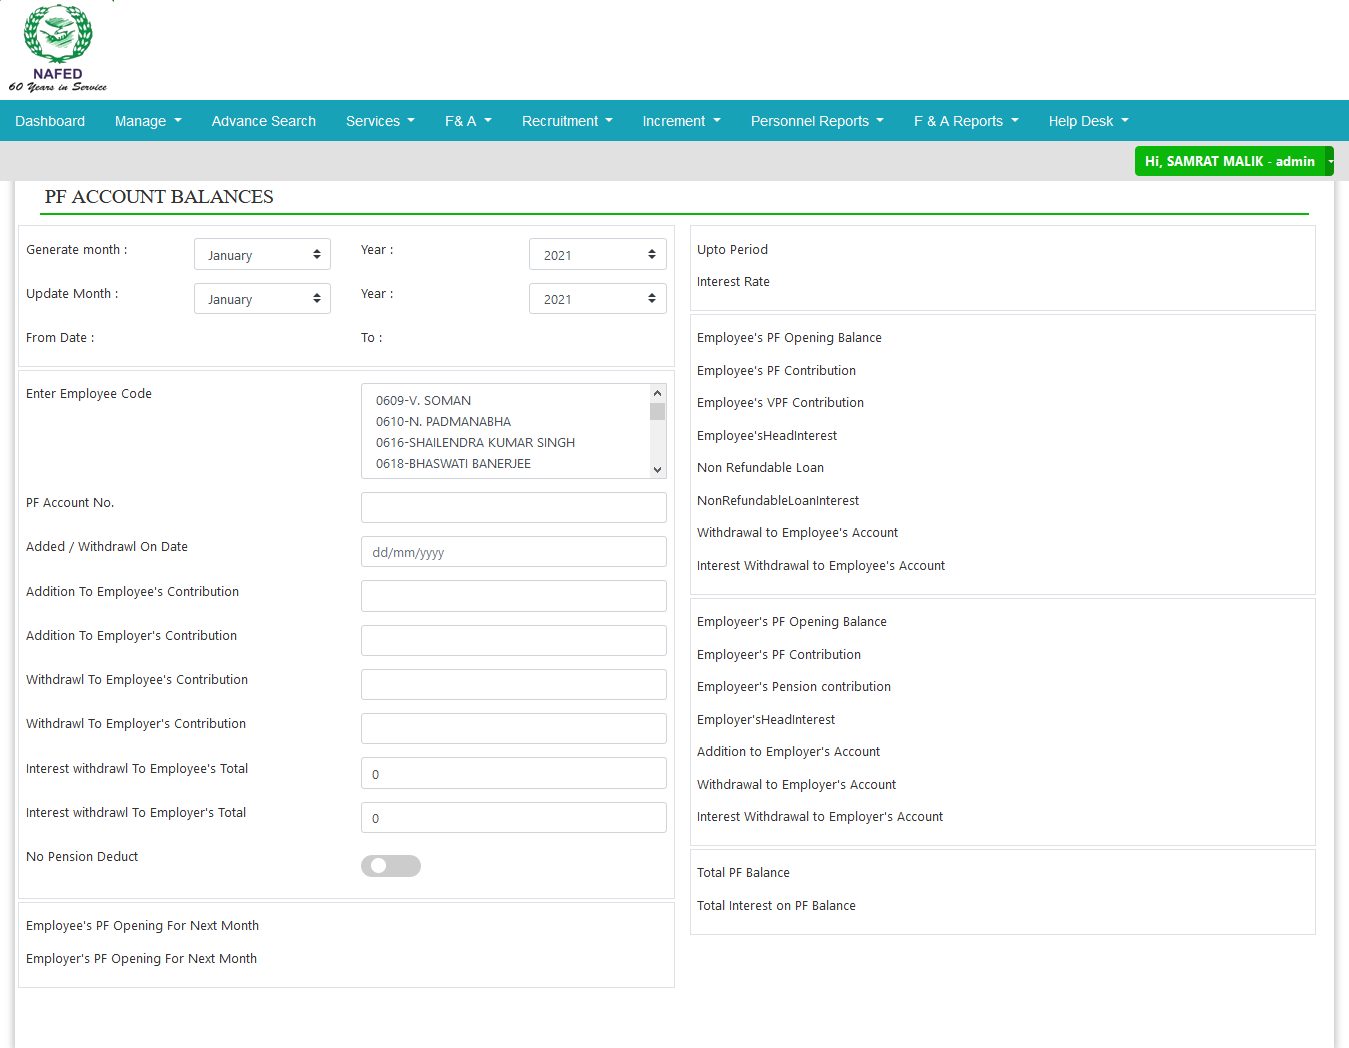 NAFED
60 Years in Service
Dashboard Manage Advance Search Services F& A Recruitment Increment Personnel Reports F & A Reports Help Desk
Hi, SAMRAT MALIK - admin
PF ACCOUNT BALANCES
Generate month : January Year : 2021
Update Month : January Year : 2021
From Date : To :
Enter Employee Code
0609-V. SOMAN
0610-N. PADMANABHA
0616-SHAILENDRA KUMAR SINGH
0618-BHASWATI BANERJEE
PF Account No.
Added / Withdrawl On Date dd/mm/yyyy
Addition To Employee's Contribution
Addition To Employer's Contribution
Withdrawl To Employee's Contribution
Withdrawl To Employer's Contribution
Interest withdrawl To Employee's Total 0
Interest withdrawl To Employer's Total 0
No Pension Deduct
Employee's PF Opening For Next Month
Employer's PF Opening For Next Month
Upto Period
Interest Rate
Employee's PF Opening Balance
Employee's PF Contribution
Employee's VPF Contribution
Employee'sHeadInterest
Non Refundable Loan
NonRefundableLoanInterest
Withdrawal to Employee's Account
Interest Withdrawal to Employee's Account
Employeer's PF Opening Balance
Employeer's PF Contribution
Employeer's Pension contribution
Employer'sHeadInterest
Addition to Employer's Account
Withdrawal to Employer's Account
Interest Withdrawal to Employer's Account
Total PF Balance
Total Interest on PF Balance